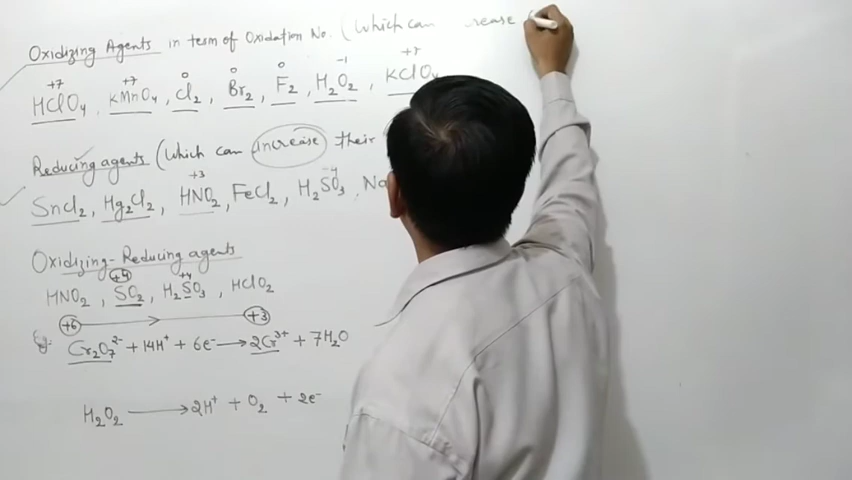 Oxidizing Agents in term of Oxidation No. (Which can rease
+7 +7 0 0 0 -1 +7
HClO4, KMnO4, Cl2, Br2, F2, H2O2, KClO4
Reducing agents (Which can increase their
+3 +4
SnCl2, Hg2Cl2, HNO2, FeCl2, H2SO3, Na
Oxidizing-Reducing agents
+4 +4
HNO2, SO2, H2SO3, HClO2
+6 → +3
Eg. Cr2O7²⁻ + 14H⁺ + 6e⁻ → 2Cr³⁺ + 7H2O
H2O2 → 2H⁺ + O2 + 2e⁻